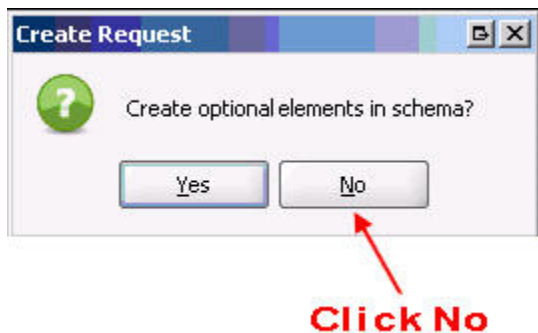 Create Request
?
Create optional elements in schema?
Yes No
Click No